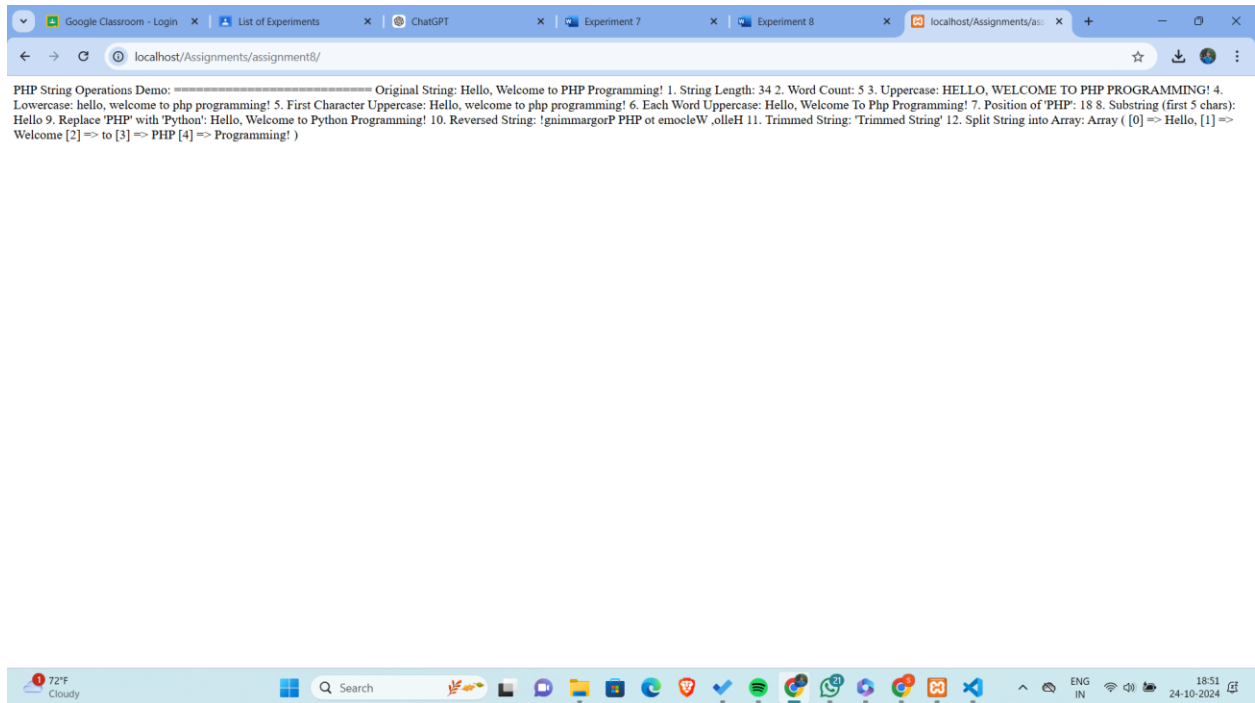 Google Classroom - Login
List of Experiments
ChatGPT
Experiment 7
Experiment 8
localhost/Assignments/as
localhost/Assignments/assignment8/
PHP String Operations Demo: =========================== Original String: Hello, Welcome to PHP Programming! 1. String Length: 34 2. Word Count: 5 3. Uppercase: HELLO, WELCOME TO PHP PROGRAMMING! 4.
Lowercase: hello, welcome to php programming! 5. First Character Uppercase: Hello, welcome to php programming! 6. Each Word Uppercase: Hello, Welcome To Php Programming! 7. Position of 'PHP': 18 8. Substring (first 5 chars):
Hello 9. Replace 'PHP' with 'Python': Hello, Welcome to Python Programming! 10. Reversed String: !gnimmargorP PHP ot emocleW ,olleH 11. Trimmed String: 'Trimmed String' 12. Split String into Array: Array ( [0] => Hello, [1] =>
Welcome [2] => to [3] => PHP [4] => Programming! )
1
72°F
Cloudy
Search
21
ENG
IN
18:51
24-10-2024